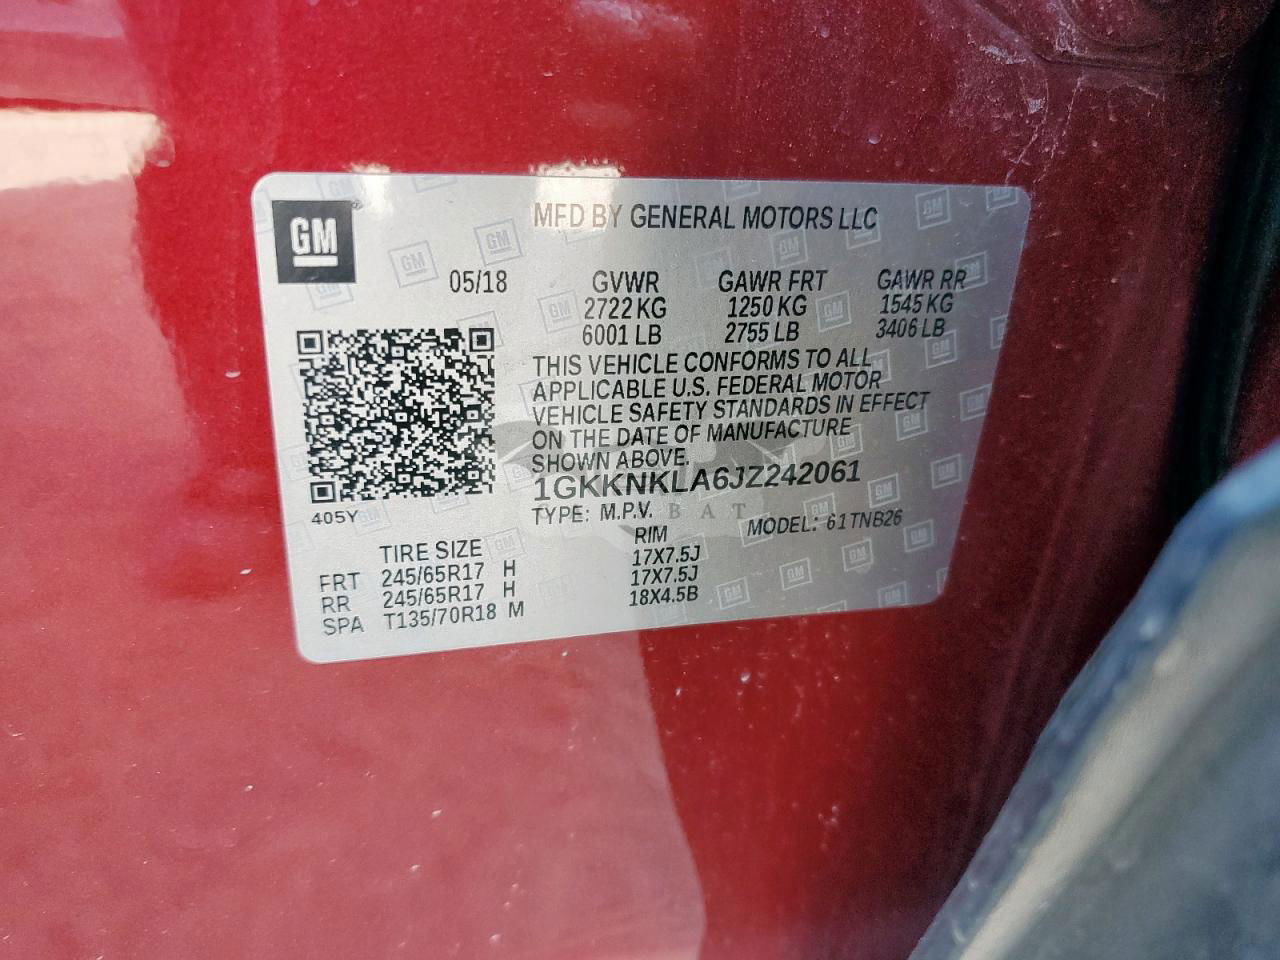 GM
MFD BY GENERAL MOTORS LLC
05/18 GVWR GAWR FRT GAWR RR
2722 KG 1250 KG 1545 KG
6001 LB 2755 LB 3406 LB
THIS VEHICLE CONFORMS TO ALL
APPLICABLE U.S. FEDERAL MOTOR
VEHICLE SAFETY STANDARDS IN EFFECT
ON THE DATE OF MANUFACTURE
SHOWN ABOVE.
1GKKNKLA6JZ242061
405Y
TYPE: M.P.V. MODEL: 61TNB26
BAT
TIRE SIZE RIM
FRT 245/65R17 H 17X7.5J
RR 245/65R17 H 17X7.5J
SPA T135/70R18 M 18X4.5B